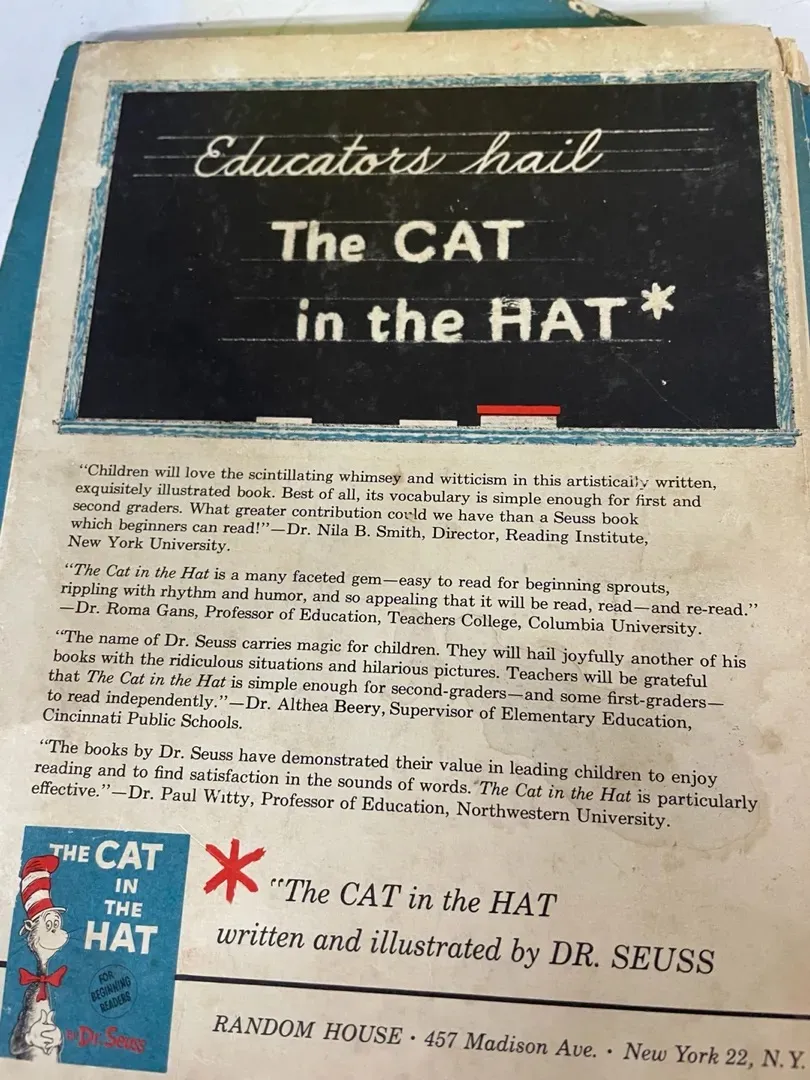 Educators hail
The CAT
in the HAT*
“Children will love the scintillating whimsey and witticism in this artistically written,
exquisitely illustrated book. Best of all, its vocabulary is simple enough for first and
second graders. What greater contribution could we have than a Seuss book
which beginners can read!”—Dr. Nila B. Smith, Director, Reading Institute,
New York University.
“The Cat in the Hat is a many faceted gem—easy to read for beginning sprouts,
rippling with rhythm and humor, and so appealing that it will be read, read—and re-read.”
—Dr. Roma Gans, Professor of Education, Teachers College, Columbia University.
“The name of Dr. Seuss carries magic for children. They will hail joyfully another of his
books with the ridiculous situations and hilarious pictures. Teachers will be grateful
that The Cat in the Hat is simple enough for second-graders—and some first-graders—
to read independently.”—Dr. Althea Beery, Supervisor of Elementary Education,
Cincinnati Public Schools.
“The books by Dr. Seuss have demonstrated their value in leading children to enjoy
reading and to find satisfaction in the sounds of words. The Cat in the Hat is particularly
effective.”—Dr. Paul Witty, Professor of Education, Northwestern University.
THE CAT
IN
THE
HAT
FOR
BEGINNING
READERS
BY Dr. Seuss
* “The CAT in the HAT
written and illustrated by DR. SEUSS
RANDOM HOUSE · 457 Madison Ave. · New York 22, N.Y.